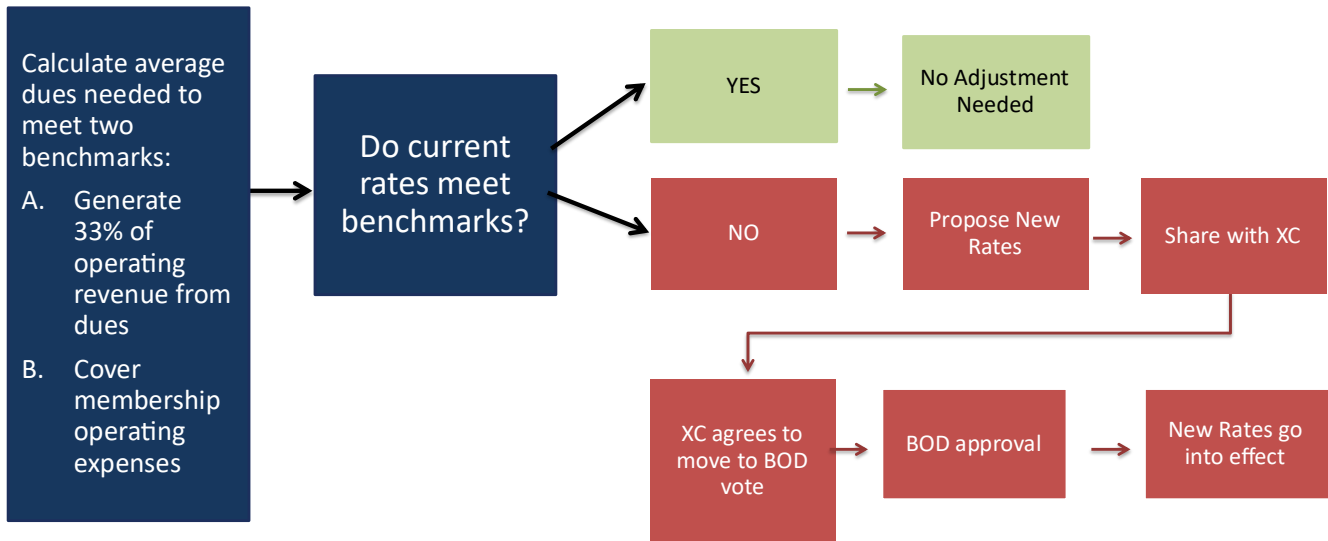 Calculate average
dues needed to
meet two
benchmarks:
A. Generate
33% of
operating
revenue from
dues
B. Cover
membership
operating
expenses
Do current
rates meet
benchmarks?
YES
No Adjustment
Needed
NO
Propose New
Rates
Share with XC
XC agrees to
move to BOD
vote
BOD approval
New Rates go
into effect